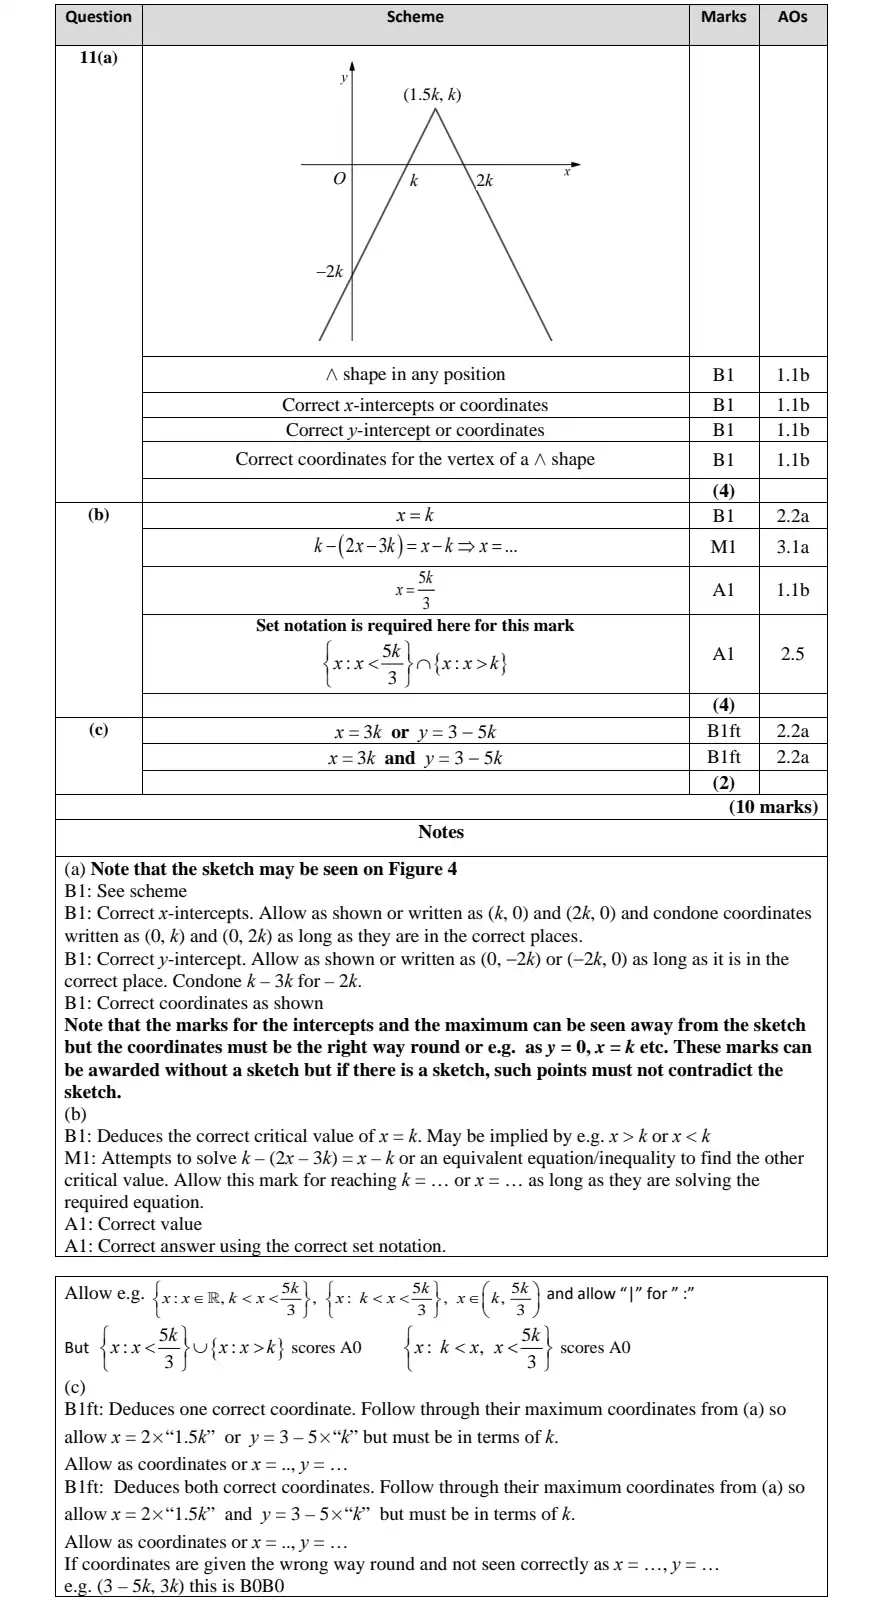 Question Scheme Marks AOs
11(a)
y
(1.5k, k)
O k 2k x
−2k
∧ shape in any position B1 1.1b
Correct x-intercepts or coordinates B1 1.1b
Correct y-intercept or coordinates B1 1.1b
Correct coordinates for the vertex of a ∧ shape B1 1.1b
(4)
(b) x = k B1 2.2a
k − (2x − 3k) = x − k ⇒ x = ... M1 3.1a
x = 5k/3 A1 1.1b
Set notation is required here for this mark
{x : x < 5k/3} ∩ {x : x > k} A1 2.5
(4)
(c) x = 3k or y = 3 – 5k B1ft 2.2a
x = 3k and y = 3 – 5k B1ft 2.2a
(2)
(10 marks)
Notes
(a) Note that the sketch may be seen on Figure 4
B1: See scheme
B1: Correct x-intercepts. Allow as shown or written as (k, 0) and (2k, 0) and condone coordinates
written as (0, k) and (0, 2k) as long as they are in the correct places.
B1: Correct y-intercept. Allow as shown or written as (0, −2k) or (−2k, 0) as long as it is in the
correct place. Condone k – 3k for – 2k.
B1: Correct coordinates as shown
Note that the marks for the intercepts and the maximum can be seen away from the sketch
but the coordinates must be the right way round or e.g. as y = 0, x = k etc. These marks can
be awarded without a sketch but if there is a sketch, such points must not contradict the
sketch.
(b)
B1: Deduces the correct critical value of x = k. May be implied by e.g. x > k or x < k
M1: Attempts to solve k – (2x – 3k) = x – k or an equivalent equation/inequality to find the other
critical value. Allow this mark for reaching k = … or x = … as long as they are solving the
required equation.
A1: Correct value
A1: Correct answer using the correct set notation.
Allow e.g. {x : x ∈ ℝ, k < x < 5k/3}, {x : k < x < 5k/3}, x ∈ (k, 5k/3) and allow “|” for ” :”
But {x : x < 5k/3} ∪ {x : x > k} scores A0 {x : k < x, x < 5k/3} scores A0
(c)
B1ft: Deduces one correct coordinate. Follow through their maximum coordinates from (a) so
allow x = 2×“1.5k” or y = 3 – 5×“k” but must be in terms of k.
Allow as coordinates or x = .., y = …
B1ft: Deduces both correct coordinates. Follow through their maximum coordinates from (a) so
allow x = 2×“1.5k” and y = 3 – 5×“k” but must be in terms of k.
Allow as coordinates or x = .., y = …
If coordinates are given the wrong way round and not seen correctly as x = …, y = …
e.g. (3 – 5k, 3k) this is B0B0